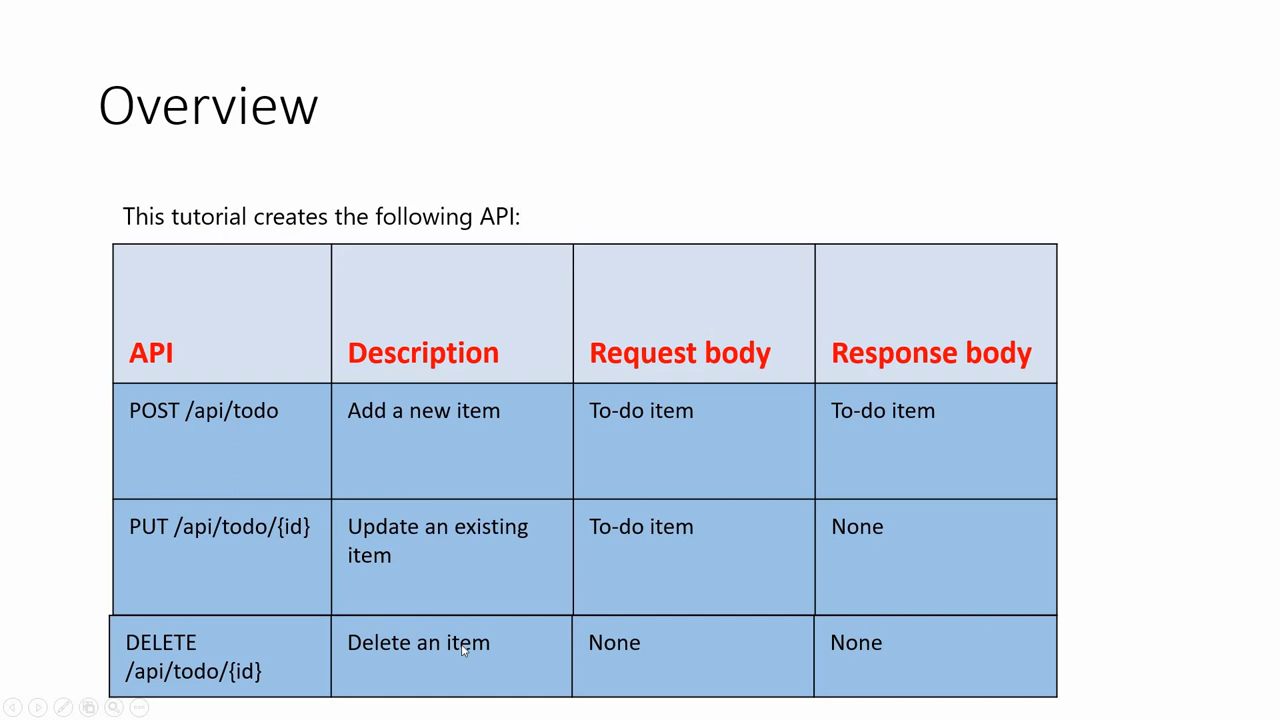 Overview
This tutorial creates the following API:
API Description Request body Response body
POST /api/todo Add a new item To-do item To-do item
PUT /api/todo/{id} Update an existing To-do item None
item
DELETE Delete an item None None
/api/todo/{id}